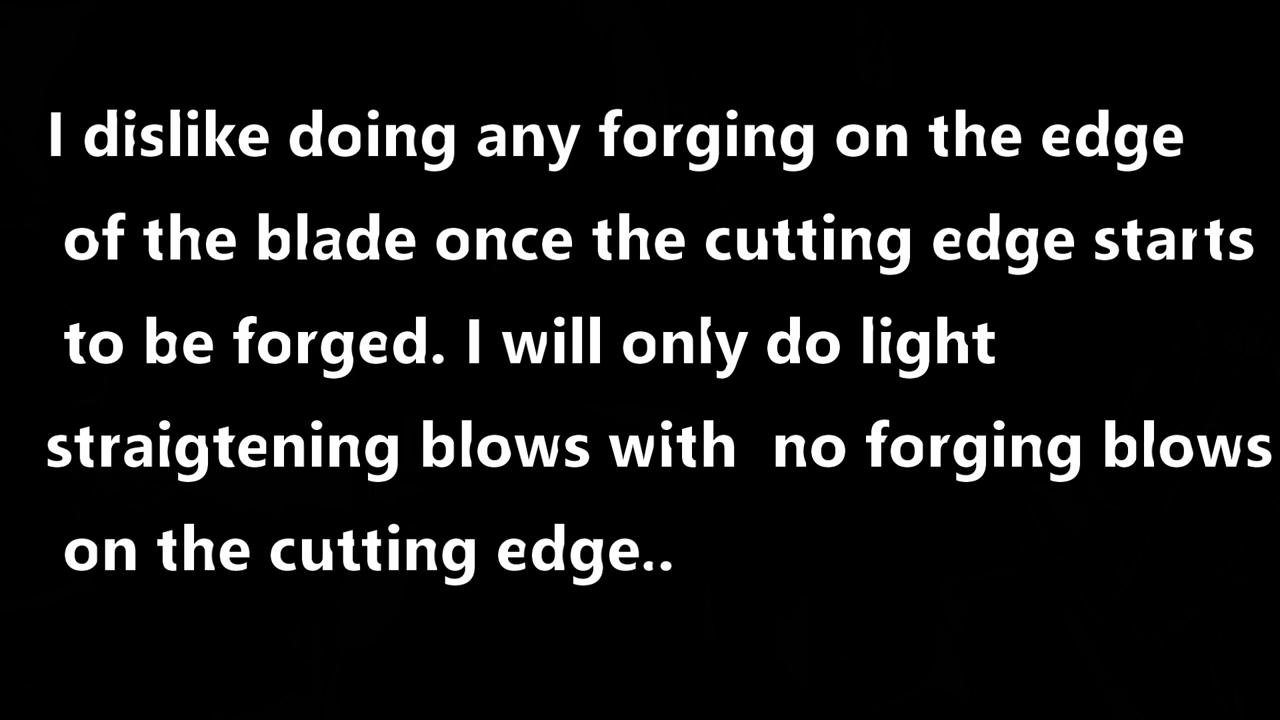 I dislike doing any forging on the edge
of the blade once the cutting edge starts
to be forged. I will only do light
straigtening blows with  no forging blows
on the cutting edge..